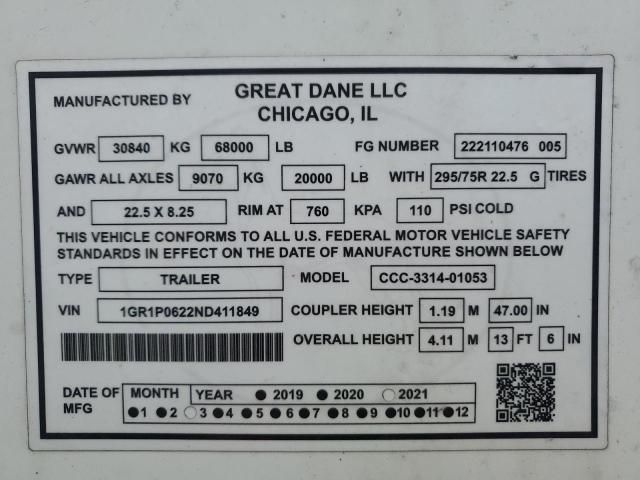 MANUFACTURED BY GREAT DANE LLC
CHICAGO, IL
GVWR 30840 KG 68000 LB FG NUMBER 222110476 005
GAWR ALL AXLES 9070 KG 20000 LB WITH 295/75R 22.5 G TIRES
AND 22.5 X 8.25 RIM AT 760 KPA 110 PSI COLD
THIS VEHICLE CONFORMS TO ALL U.S. FEDERAL MOTOR VEHICLE SAFETY
STANDARDS IN EFFECT ON THE DATE OF MANUFACTURE SHOWN BELOW
TYPE TRAILER MODEL CCC-3314-01053
VIN 1GR1P0622ND411849 COUPLER HEIGHT 1.19 M 47.00 IN
OVERALL HEIGHT 4.11 M 13 FT 6 IN
DATE OF MFG
MONTH YEAR 2019 2020 2021
1 2 3 4 5 6 7 8 9 10 11 12